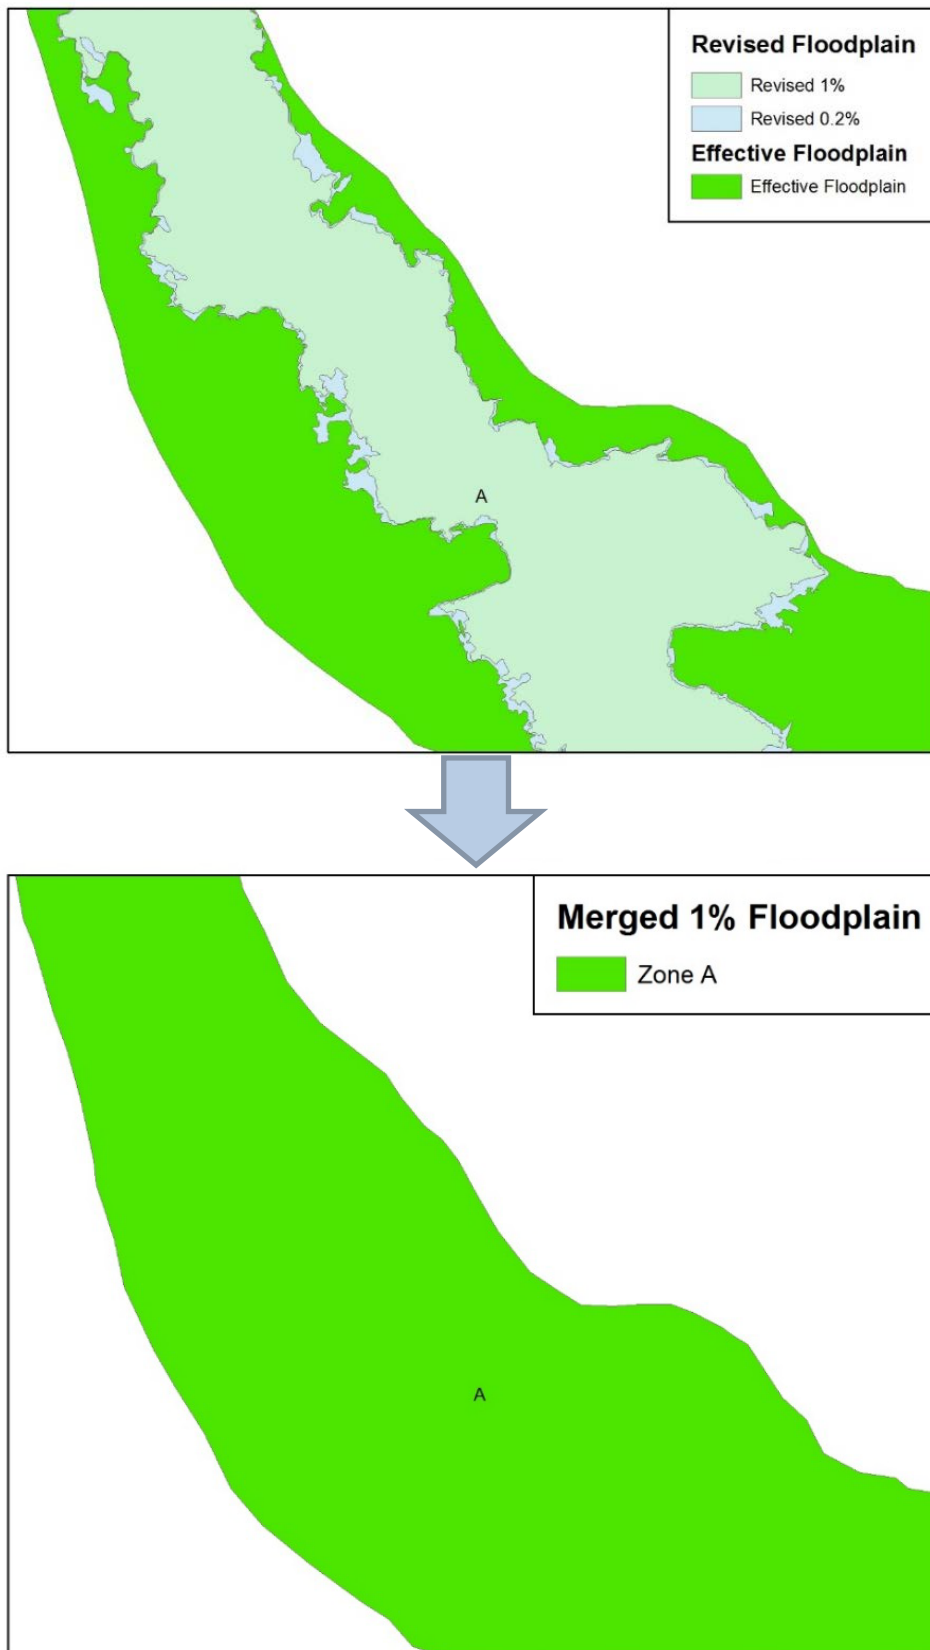 Revised Floodplain
Revised 1%
Revised 0.2%
Effective Floodplain
Effective Floodplain
A
Merged 1% Floodplain
Zone A
A